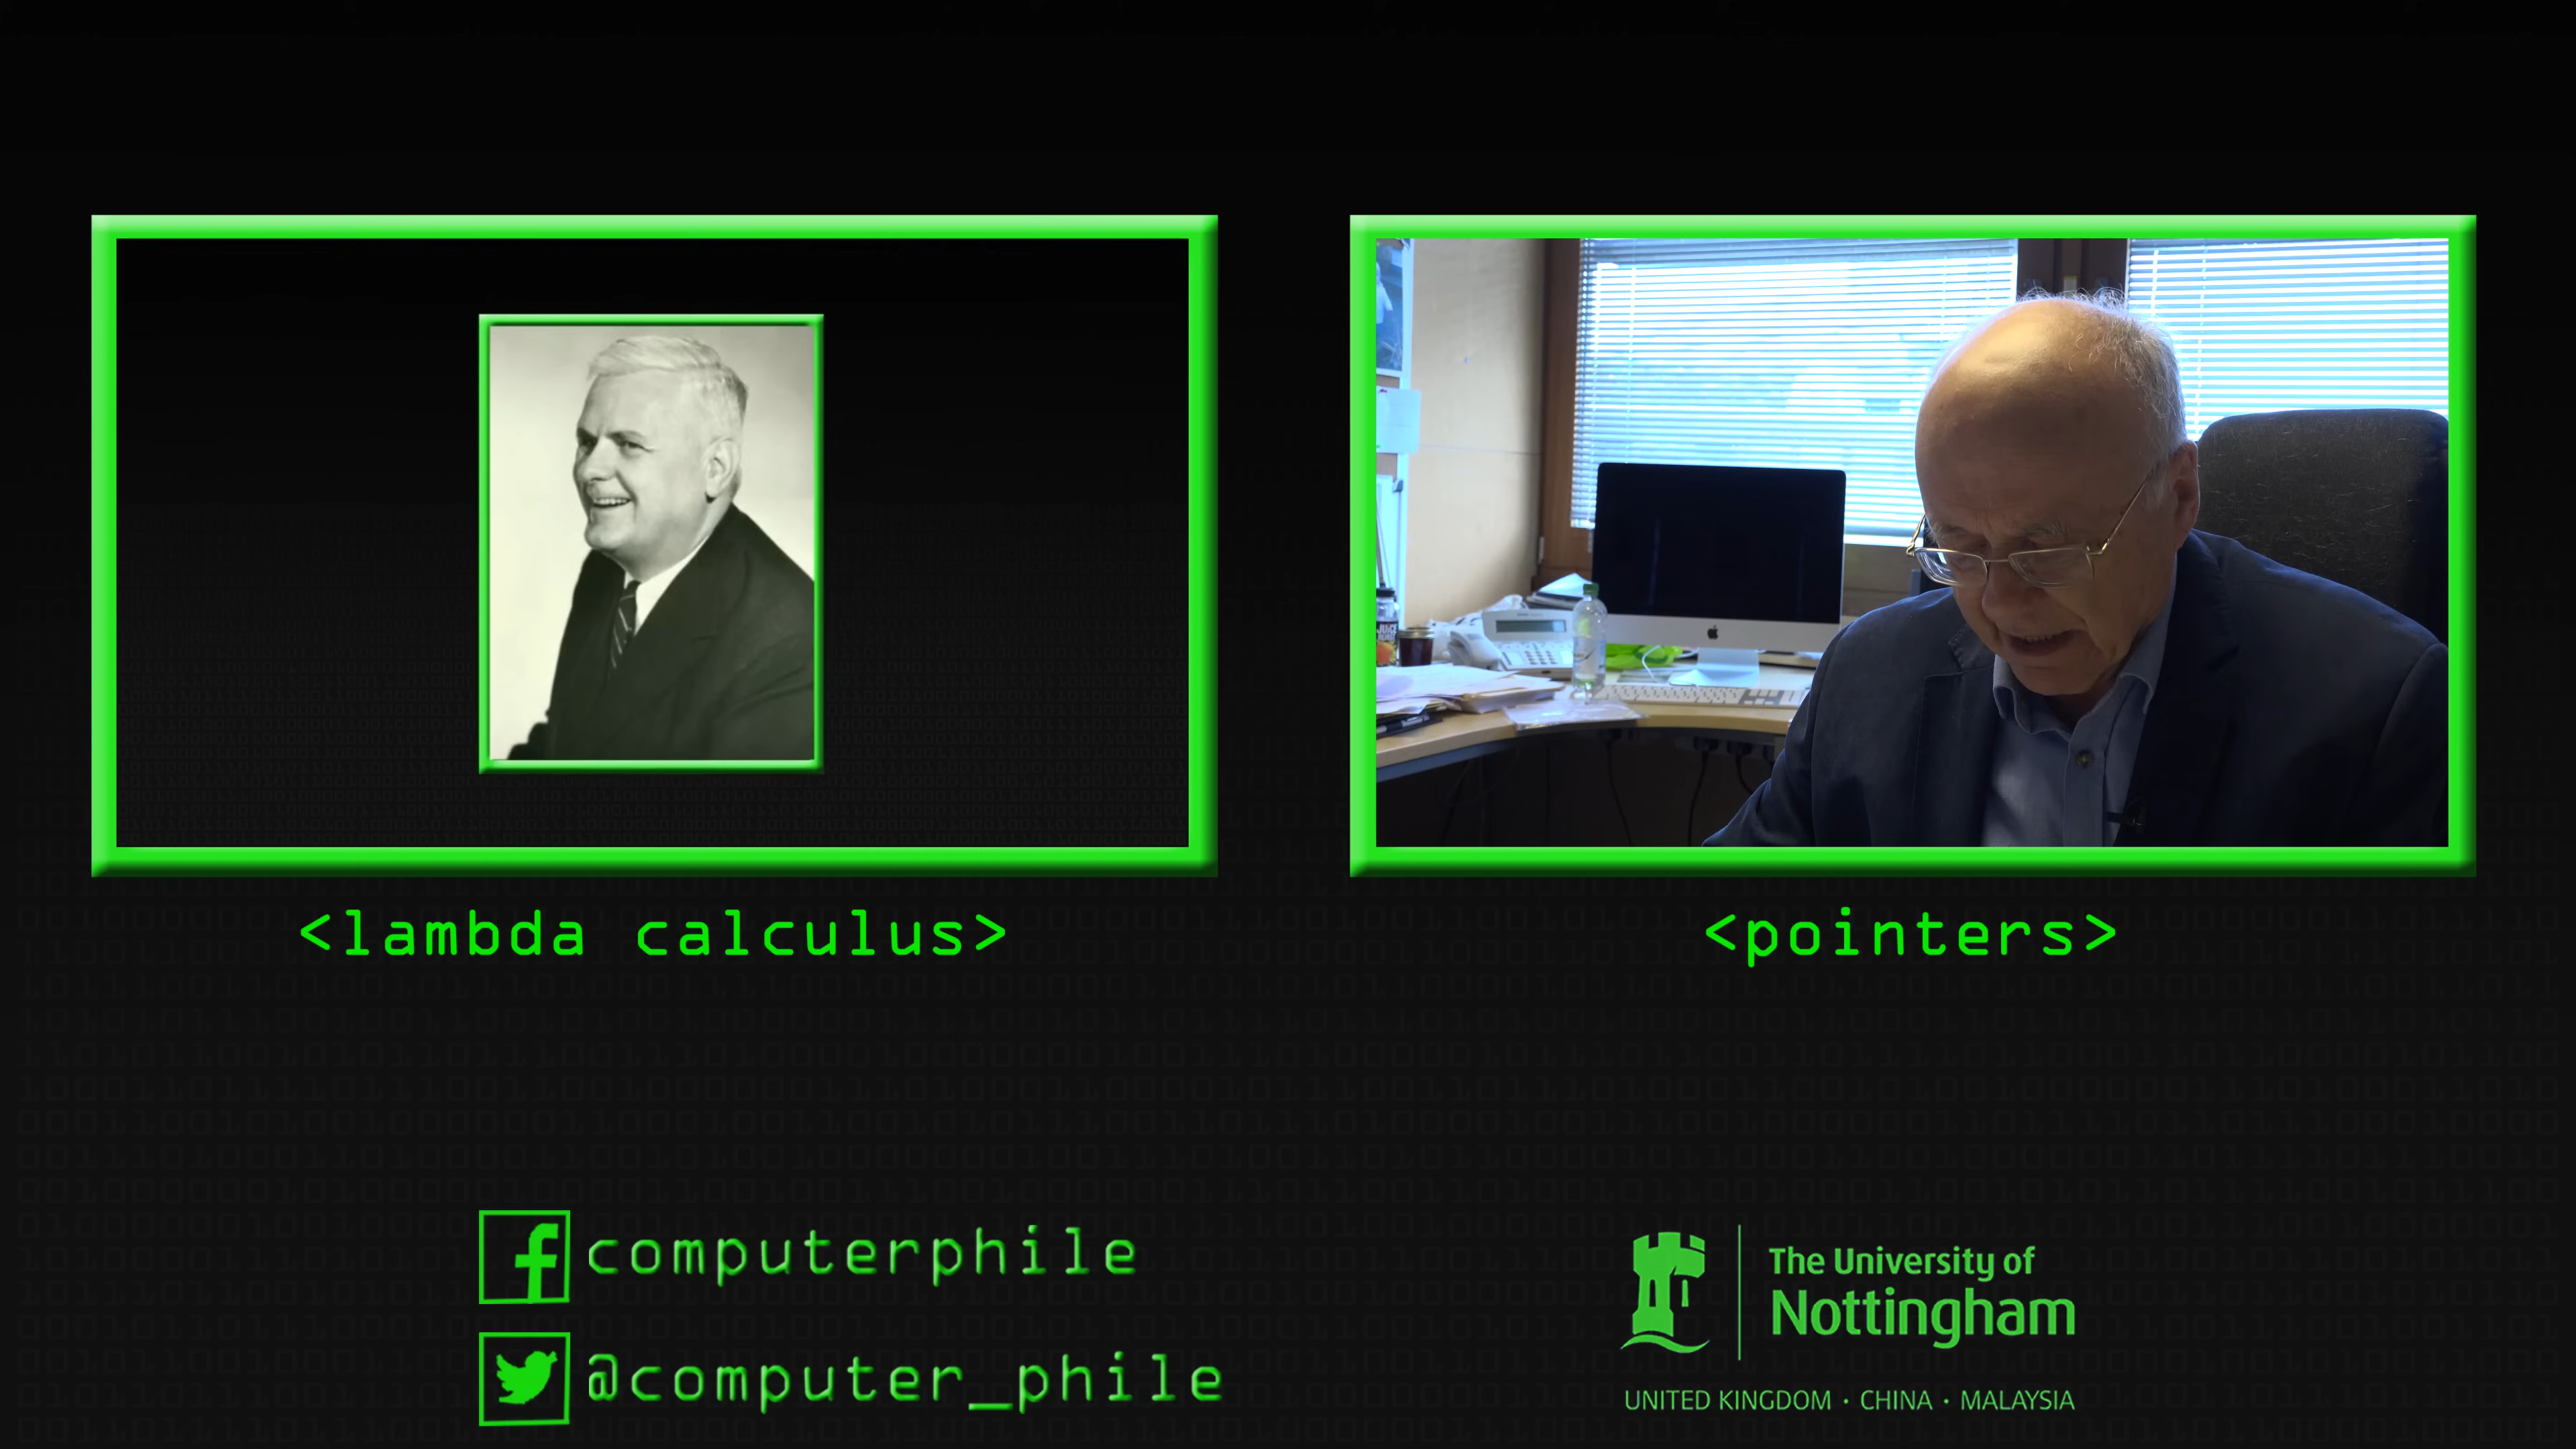 <lambda calculus>
<pointers>
computerphile
@computer_phile
The University of
Nottingham
UNITED KINGDOM · CHINA · MALAYSIA